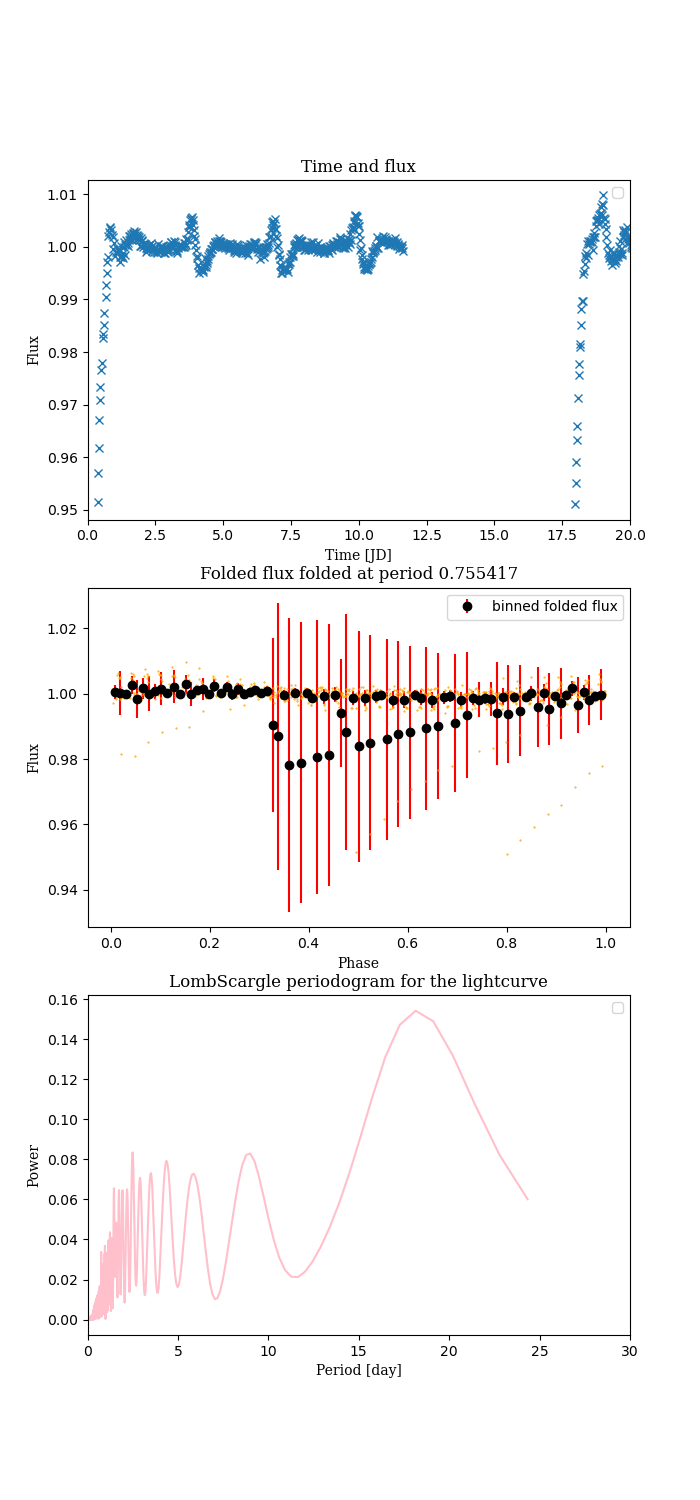 Time and flux
1.01
1.00
0.99
0.98
0.97
0.96
0.95
Flux
0.0 2.5 5.0 7.5 10.0 12.5 15.0 17.5 20.0
Time [JD]
Folded flux folded at period 0.755417
binned folded flux
1.02
1.00
0.98
0.96
0.94
Flux
0.0 0.2 0.4 0.6 0.8 1.0
Phase
LombScargle periodogram for the lightcurve
0.16
0.14
0.12
0.10
0.08
0.06
0.04
0.02
0.00
Power
0 5 10 15 20 25 30
Period [day]